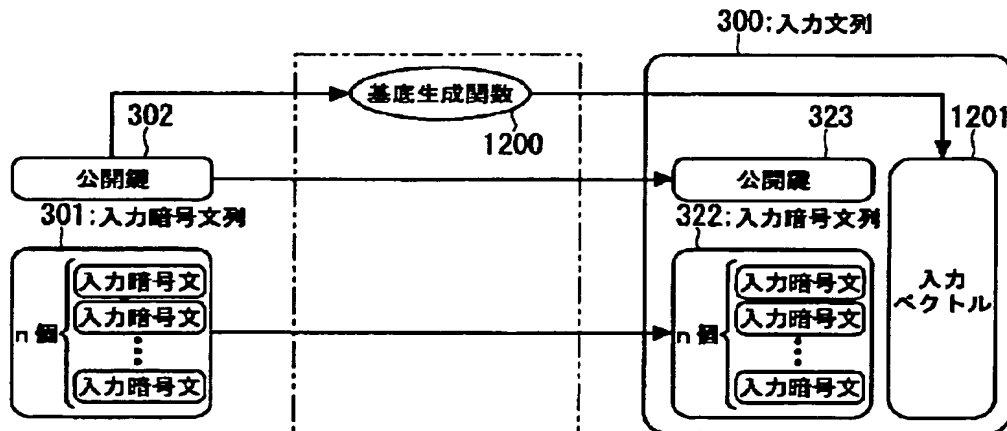 300:入力文列
基底生成関数
302
1200
323
1201
公開鍵
公開鍵
301:入力暗号文列
322:入力暗号文列
n個
入力暗号文
入力暗号文
入力暗号文
n個
入力暗号文
入力暗号文
入力暗号文
入力
ベクトル